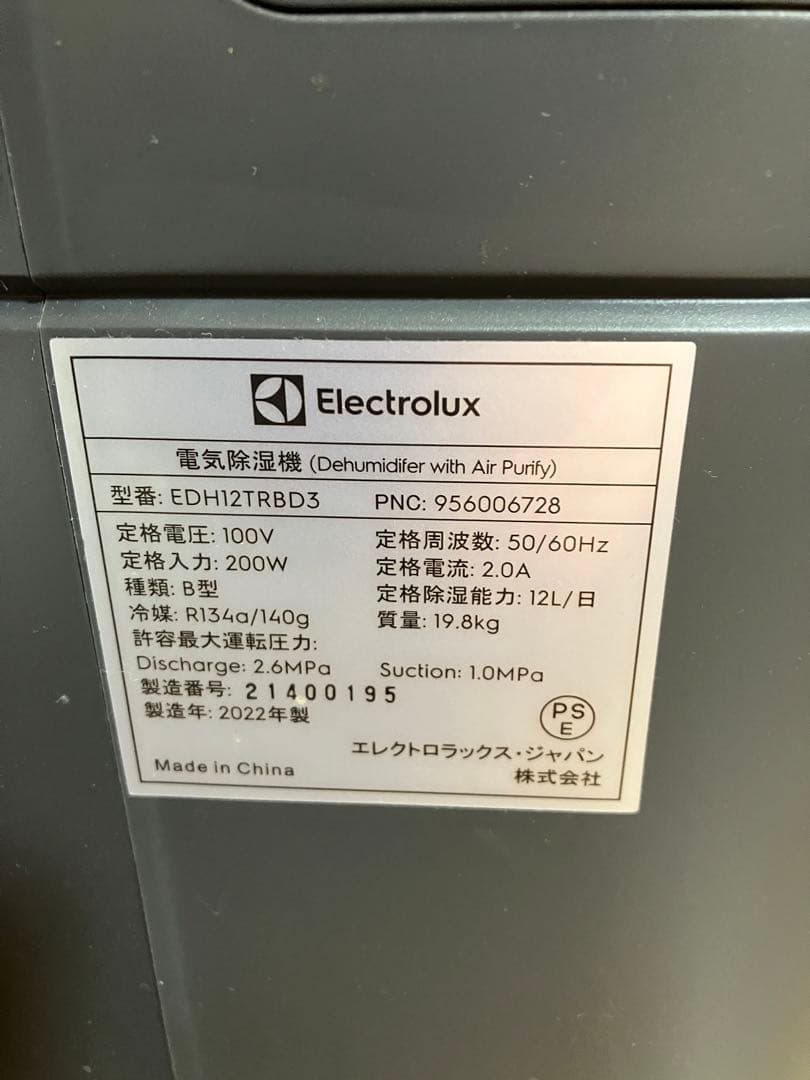 Electrolux
電気除湿機 (Dehumidifer with Air Purify)
型番: EDH12TRBD3 PNC: 956006728
定格電圧: 100V 定格周波数: 50/60Hz
定格入力: 200W 定格電流: 2.0A
種類: B型 定格除湿能力: 12L/日
冷媒: R134a/140g 質量: 19.8kg
許容最大運転圧力:
Discharge: 2.6MPa Suction: 1.0MPa
製造番号: 21400195
製造年: 2022年製
PS
E
エレクトロラックス・ジャパン
株式会社
Made in China